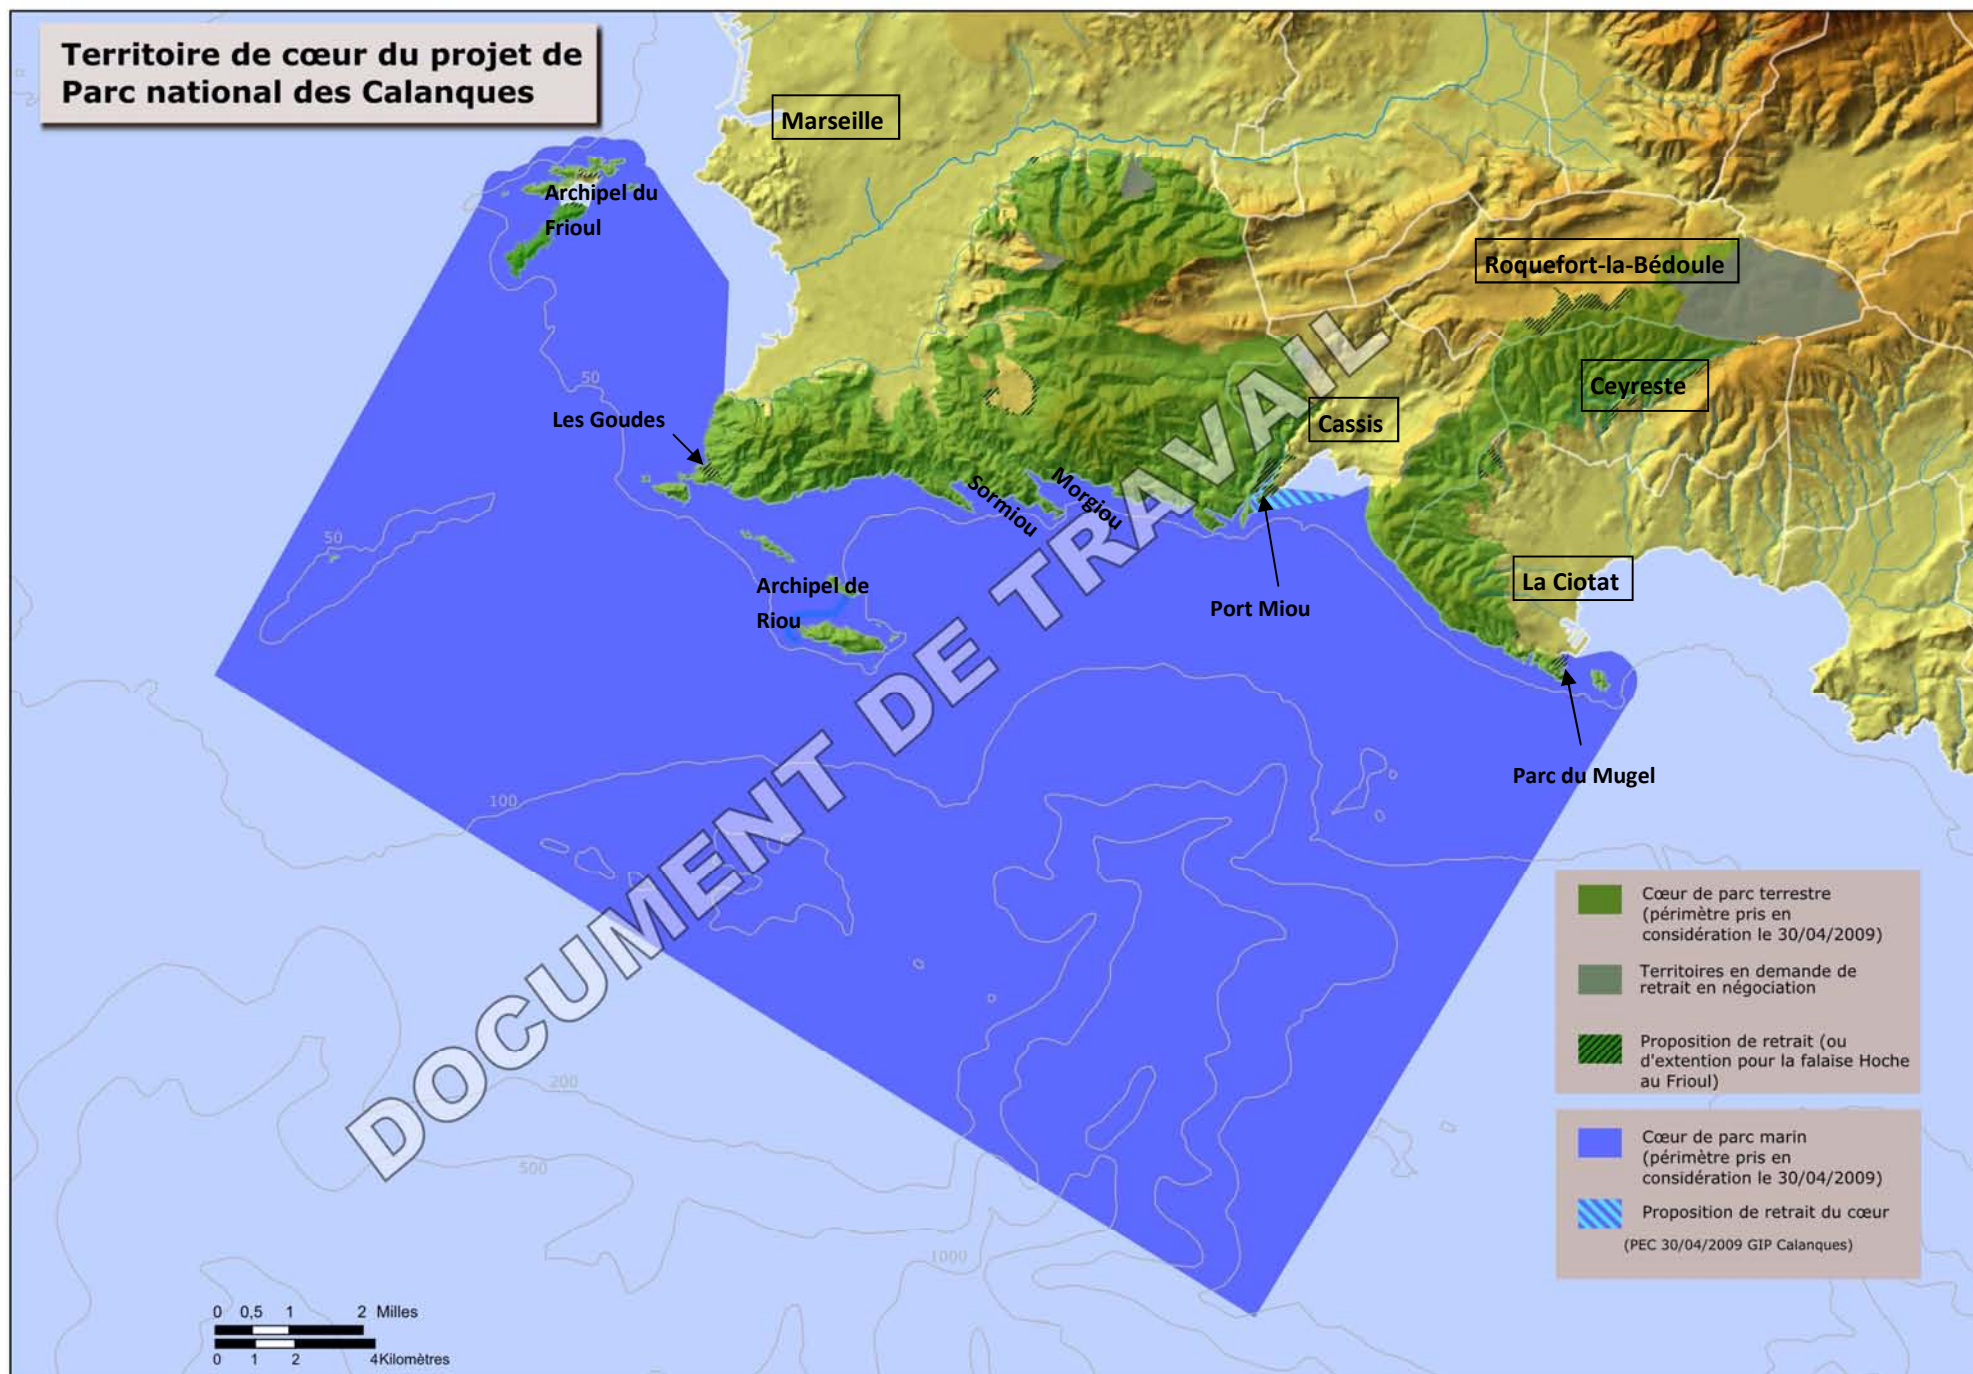 Territoire de cœur du projet de
Parc national des Calanques
Marseille
Archipel du
Frioul
Roquefort-la-Bédoule
Ceyreste
Cassis
Les Goudes
50
50
Sormiou
Morgiou
Archipel de
Riou
Port Miou
La Ciotat
Parc du Mugel
100
200
500
1000
DOCUMENT DE TRAVAIL
Cœur de parc terrestre
(périmètre pris en
considération le 30/04/2009)
Territoires en demande de
retrait en négociation
Proposition de retrait (ou
d'extention pour la falaise Hoche
au Frioul)
Cœur de parc marin
(périmètre pris en
considération le 30/04/2009)
Proposition de retrait du cœur
(PEC 30/04/2009 GIP Calanques)
0 0,5 1 2 Milles
0 1 2 4Kilomètres